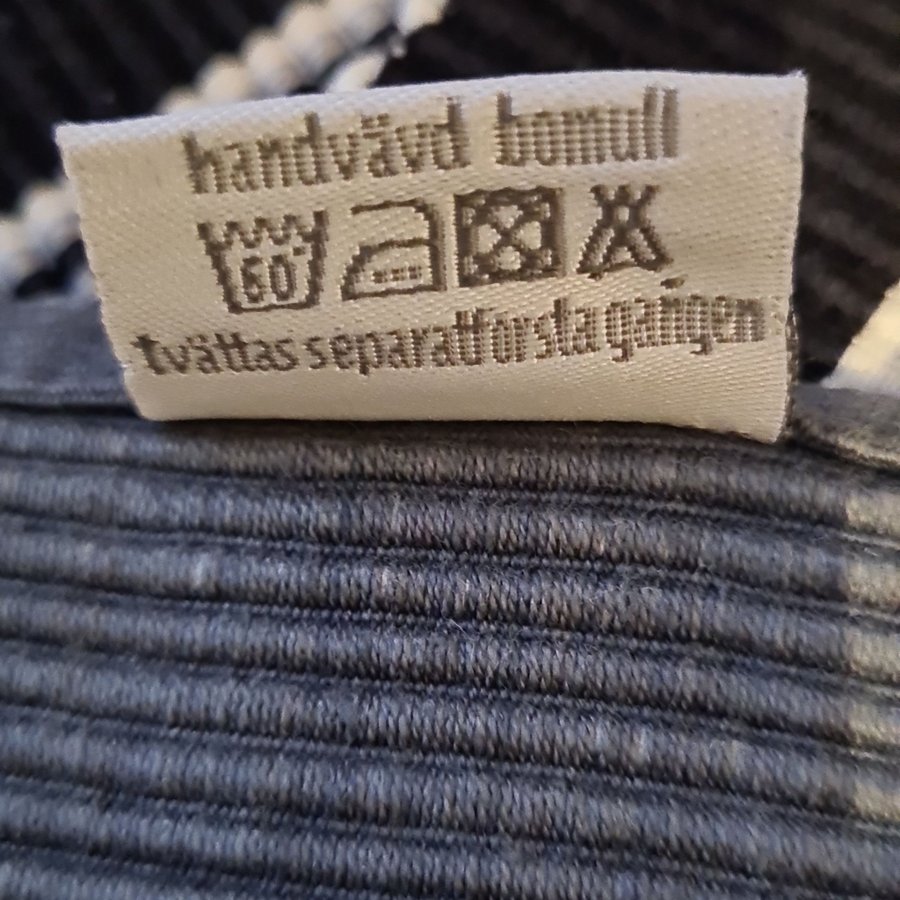 handvävd bomull
60°
tvättas separat första gången